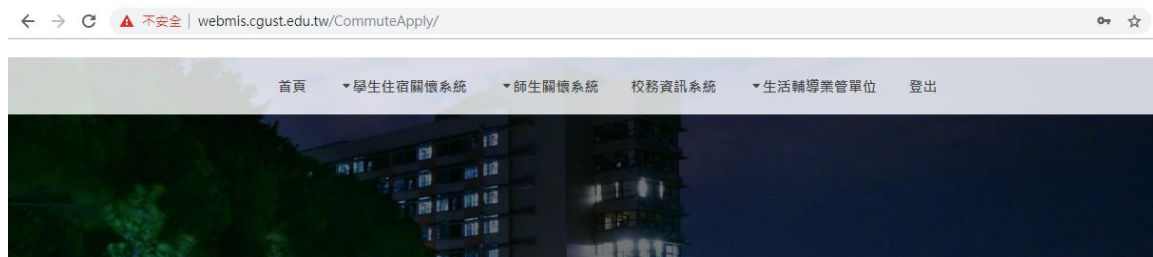 不安全 | webmis.cgust.edu.tw/CommuteApply/
首頁 ▾學生住宿關懷系統 ▾師生關懷系統 校務資訊系統 ▾生活輔導業管單位 登出